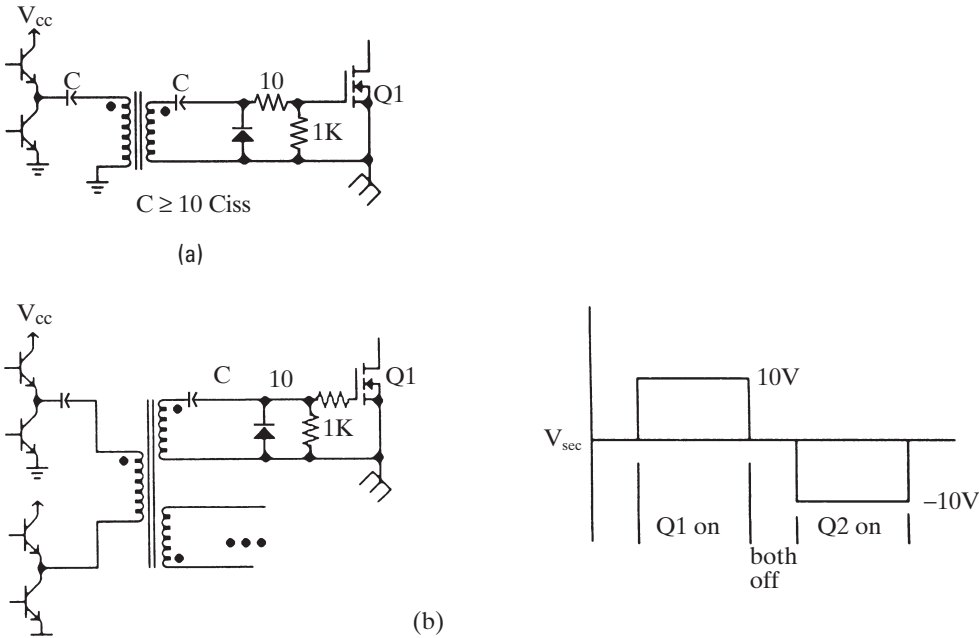 Vcc
C
C
10
Q1
1K
C ≥ 10 Ciss
(a)
Vcc
C
10
Q1
1K
10V
Vsec
–10V
Q1 on
Q2 on
both
off
(b)